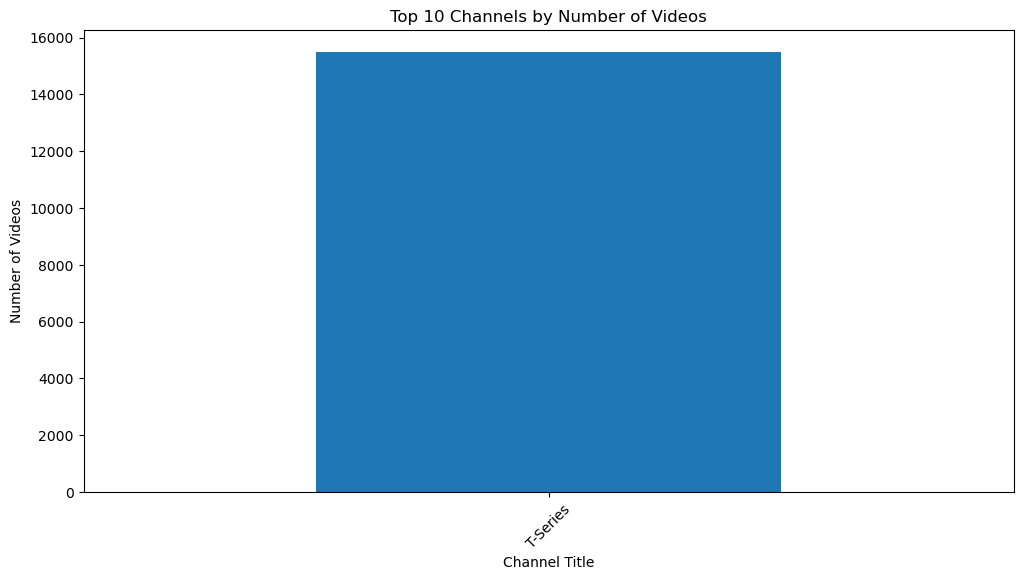 Top 10 Channels by Number of Videos
16000
14000
12000
10000
8000
6000
4000
2000
0
Number of Videos
T-Series
Channel Title